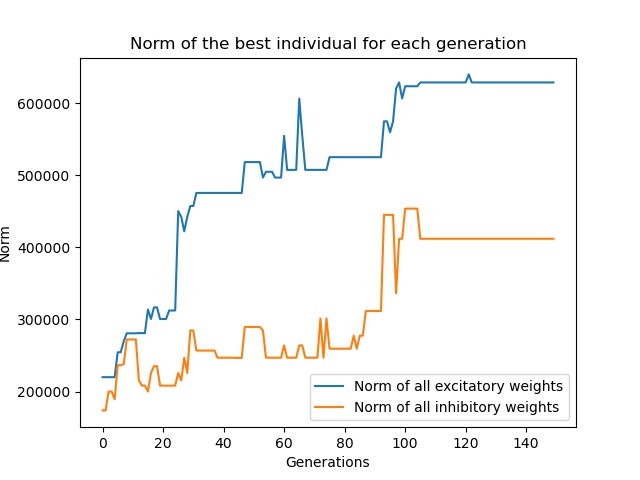 Norm of the best individual for each generation
600000
500000
400000
300000
200000
Norm
Norm of all excitatory weights
Norm of all inhibitory weights
0 20 40 60 80 100 120 140
Generations